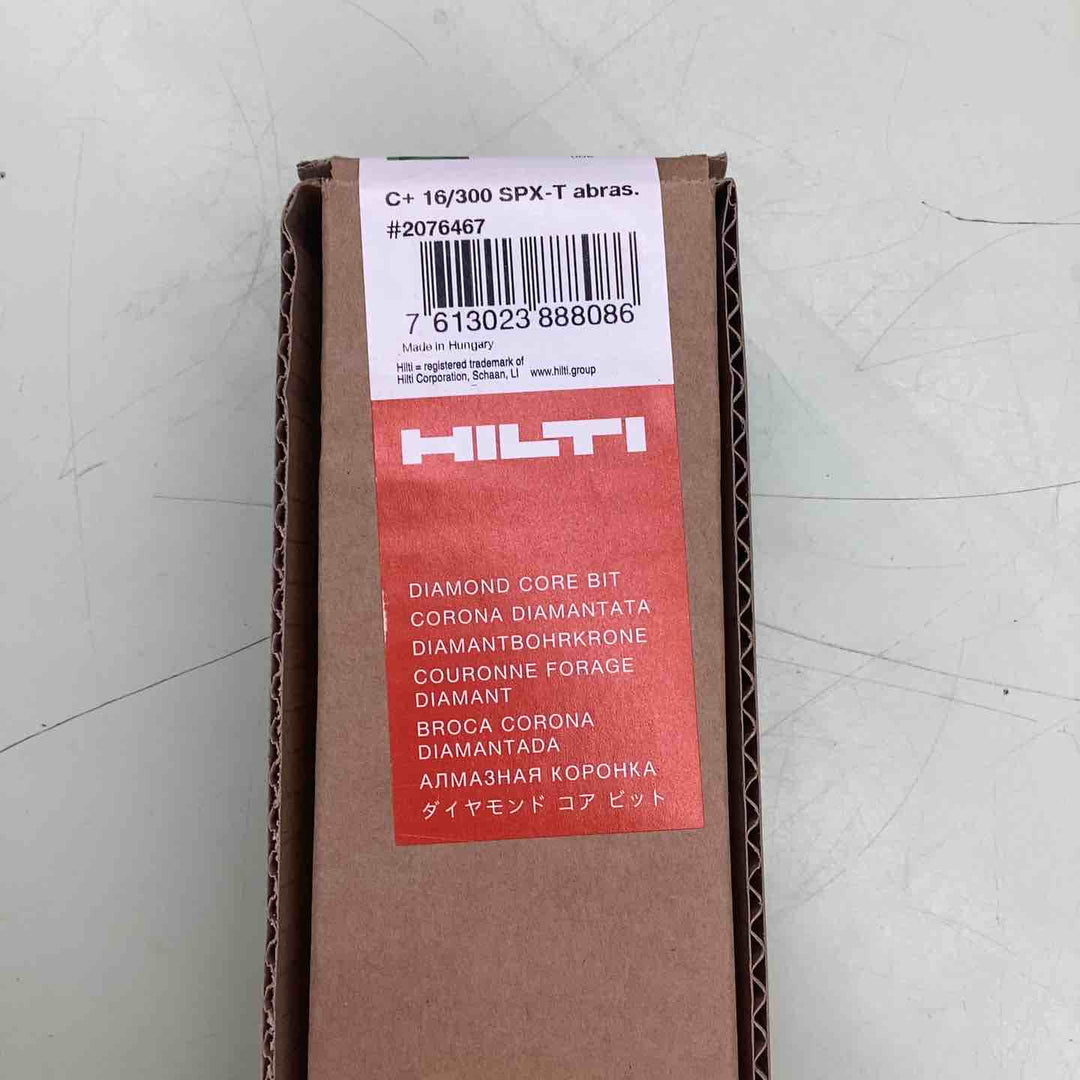 C+ 16/300 SPX-T abras.
#2076467
7 613023 888086
Made in Hungary
Hilti = registered trademark of
Hilti Corporation, Schaan, LI www.hilti.group
HILTI
DIAMOND CORE BIT
CORONA DIAMANTATA
DIAMANTBOHRKRONE
COURONNE FORAGE
DIAMANT
BROCA CORONA
DIAMANTADA
АЛМАЗНАЯ КОРОНКА
ダイヤモンド コア ビット